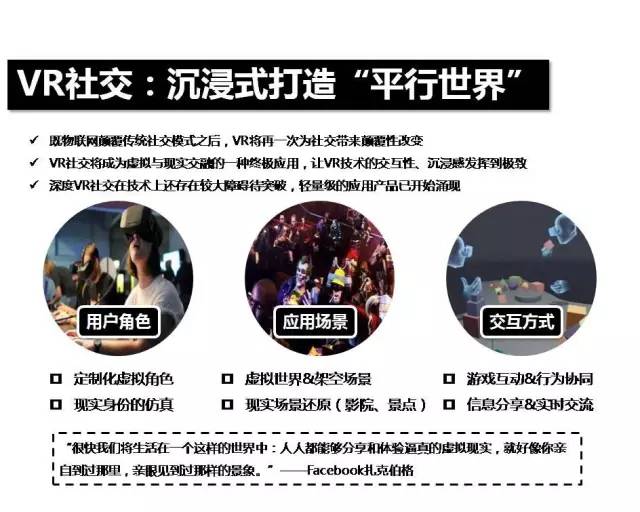 VR社交：沉浸式打造“平行世界”
✓ 既物联网颠覆传统社交模式之后，VR将再一次为社交带来颠覆性改变
✓ VR社交将成为虚拟与现实交融的一种终极应用，让VR技术的交互性、沉浸感发挥到极致
✓ 深度VR社交在技术上还存在较大障碍待突破，轻量级的应用产品已开始涌现
用户角色
应用场景
交互方式
定制化虚拟角色
现实身份的仿真
虚拟世界&架空场景
现实场景还原（影院、景点）
游戏互动&行为协同
信息分享&实时交流
“很快我们将生活在一个这样的世界中：人人都能够分享和体验逼真的虚拟现实，就好像你亲
自到过那里，亲眼见到过那样的景象。”——Facebook扎克伯格